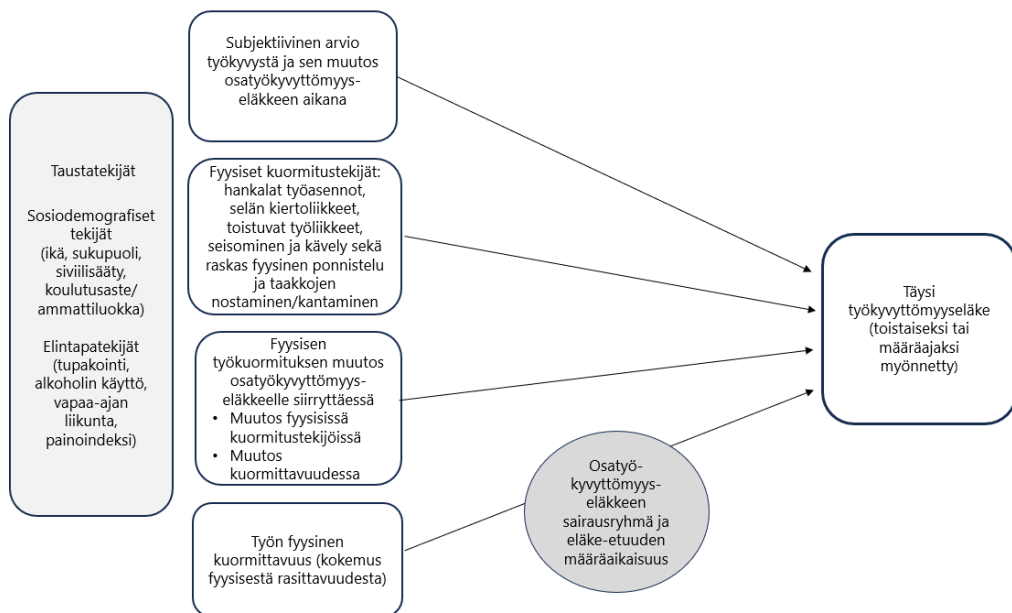 Taustatekijät
Sosiodemografiset
tekijät
(ikä, sukupuoli,
siviilisääty,
koulutusaste/
ammattiluokka)
Elintapatekijät
(tupakointi,
alkoholin käyttö,
vapaa-ajan
liikunta,
painoindeksi)
Subjektiivinen arvio
työkyvystä ja sen muutos
osatyökyvyttömyys-
eläkkeen aikana
Fyysiset kuormitustekijät:
hankalat työasennot,
selän kiertoliikkeet,
toistuvat työliikkeet,
seisominen ja kävely sekä
raskas fyysinen ponnistelu
ja taakkojen
nostaminen/kantaminen
Fyysisen
työkuormituksen muutos
osatyökyvyttömyys-
eläkkeelle siirryttäessä
• Muutos fyysisissä
kuormitustekijöissä
• Muutos
kuormittavuudessa
Työn fyysinen
kuormittavuus (kokemus
fyysisestä rasittavuudesta)
Osatyö-
kyvyttömyys-
eläkkeen
sairausryhmä ja
eläke-etuuden
määräaikaisuus
Täysi
työkyvyttömyyseläke
(toistaiseksi tai
määräajaksi
myönnetty)